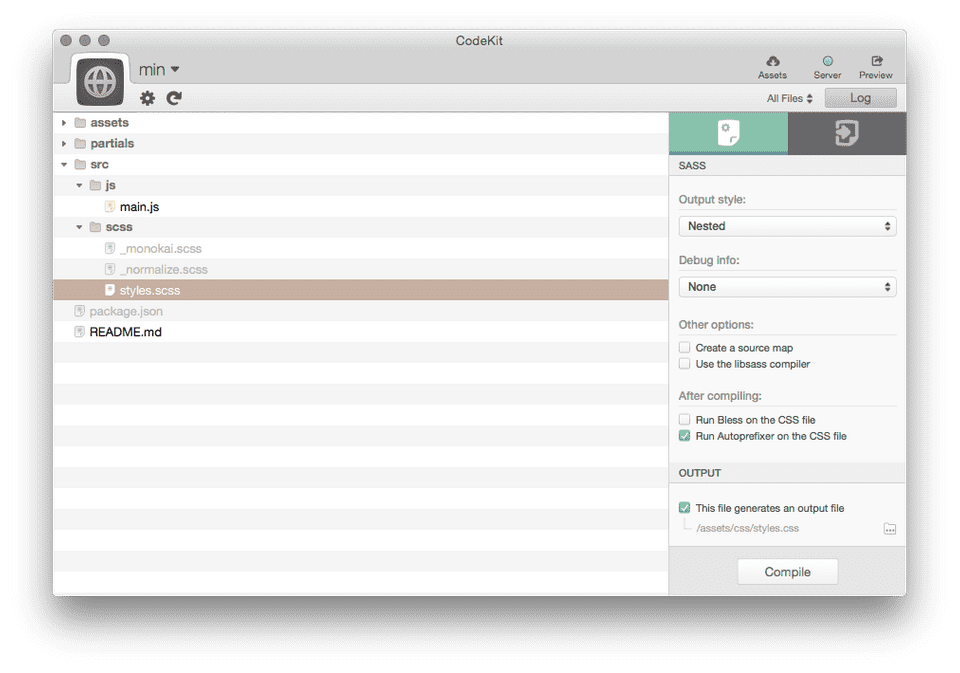 CodeKit
min
Assets
Server
Preview
All Files
Log
assets
partials
src
js
main.js
scss
_monokai.scss
_normalize.scss
styles.scss
package.json
README.md
SASS
Output style:
Nested
Debug info:
None
Other options:
Create a source map
Use the libsass compiler
After compiling:
Run Bless on the CSS file
Run Autoprefixer on the CSS file
OUTPUT
This file generates an output file
/assets/css/styles.css
Compile